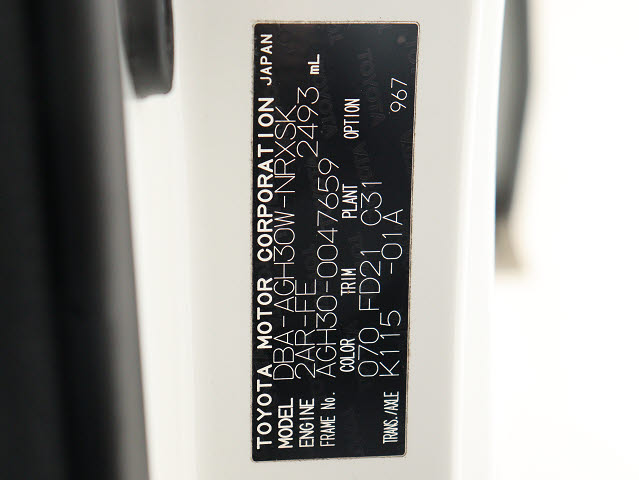 TOYOTA MOTOR CORPORATION JAPAN
MODEL DBA-AGH30W-NRXSK
ENGINE 2AR-FE 2493 mL
FRAME No. AGH30-0047659
COLOR TRIM PLANT OPTION
070 FD21 C31 967
TRANS./AXLE K115 -01A